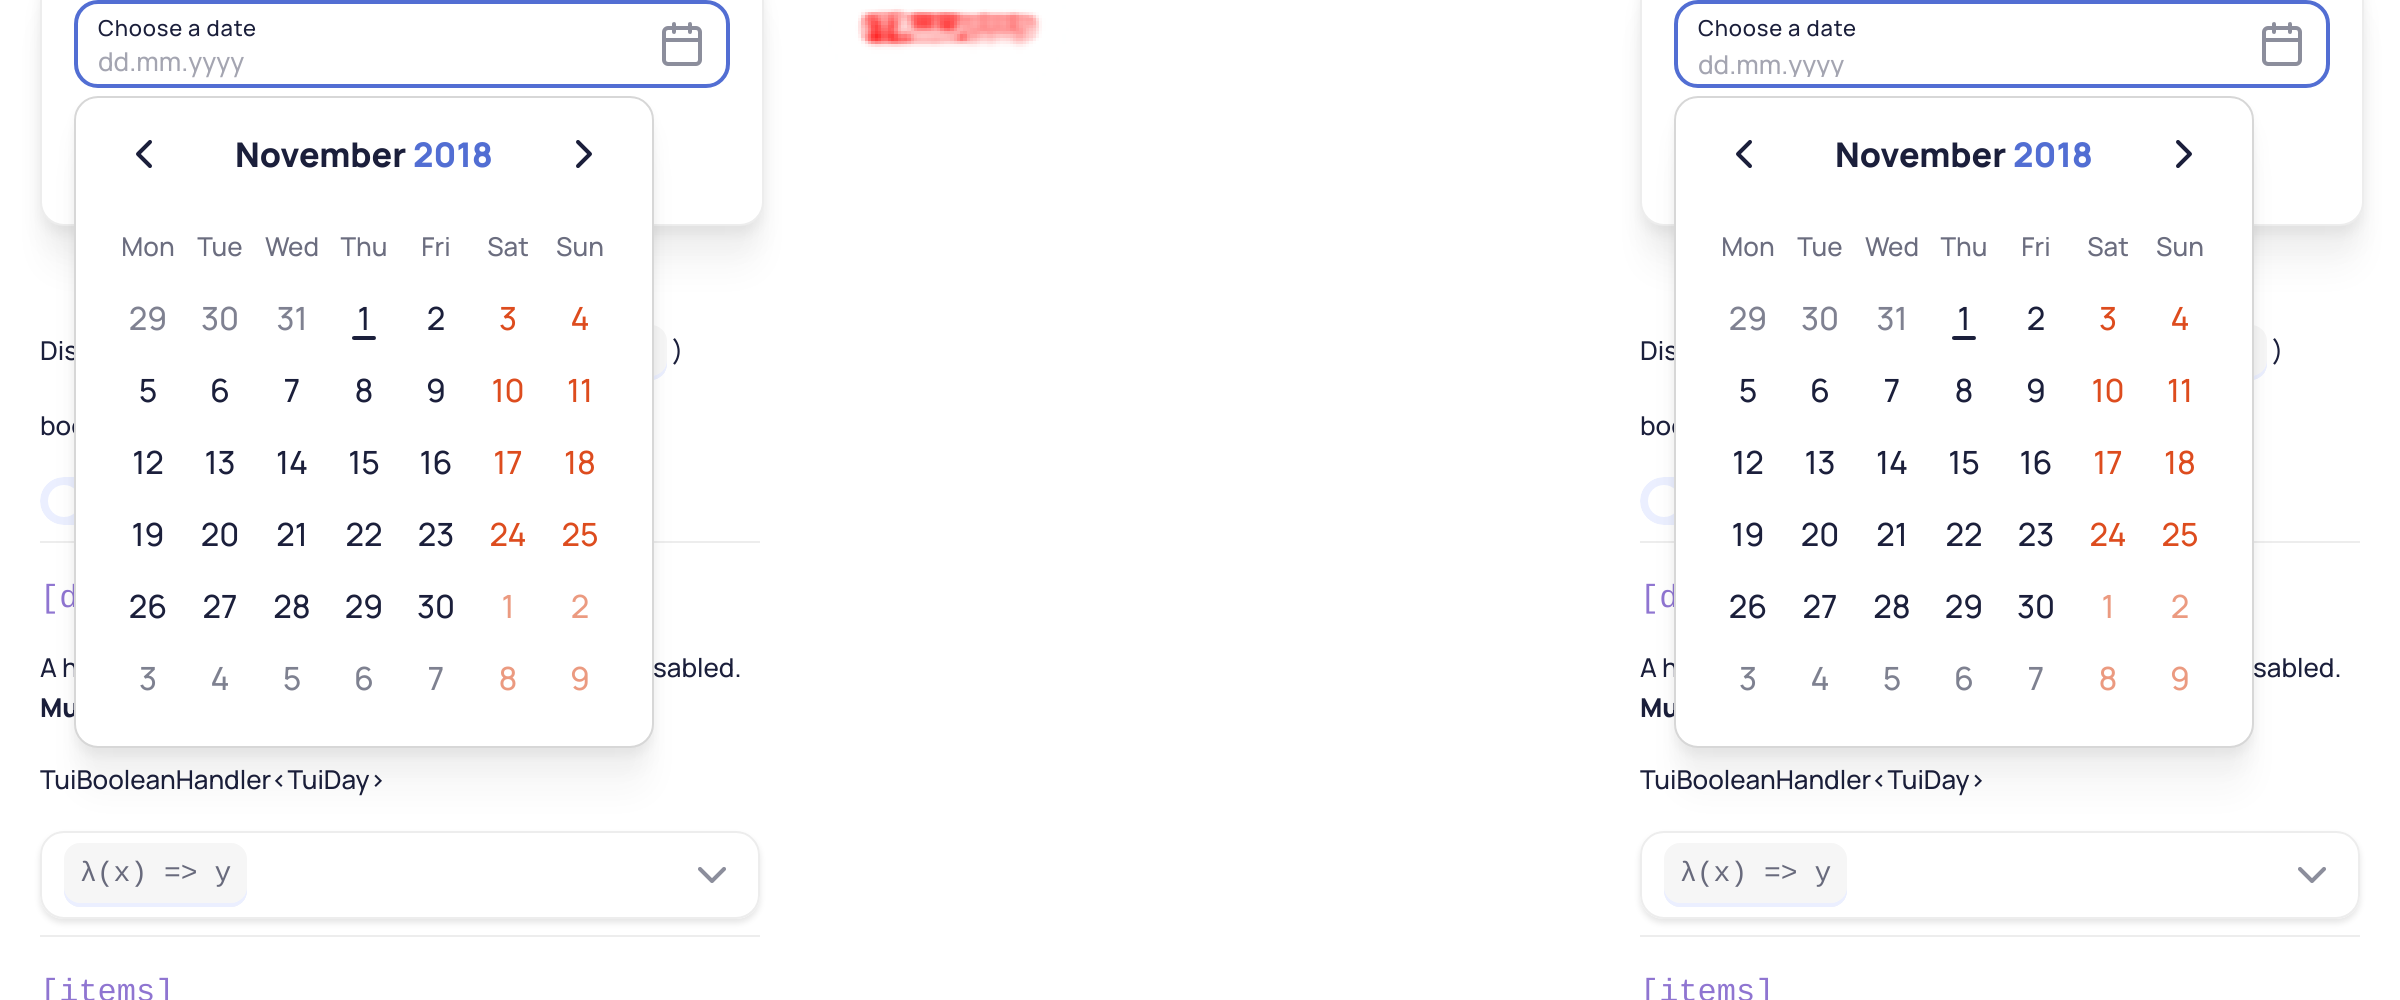 Choose a date
dd.mm.yyyy
November 2018
Mon Tue Wed Thu Fri Sat Sun
29 30 31 1 2 3 4
Dis )
5 6 7 8 9 10 11
boo
12 13 14 15 16 17 18
19 20 21 22 23 24 25
[d
26 27 28 29 30 1 2
A h sabled.
3 4 5 6 7 8 9
Mu
TuiBooleanHandler<TuiDay>
λ(x) => y
[items]
Choose a date
dd.mm.yyyy
November 2018
Mon Tue Wed Thu Fri Sat Sun
29 30 31 1 2 3 4
Dis )
5 6 7 8 9 10 11
boo
12 13 14 15 16 17 18
19 20 21 22 23 24 25
[d
26 27 28 29 30 1 2
A h sabled.
3 4 5 6 7 8 9
Mu
TuiBooleanHandler<TuiDay>
λ(x) => y
[items]